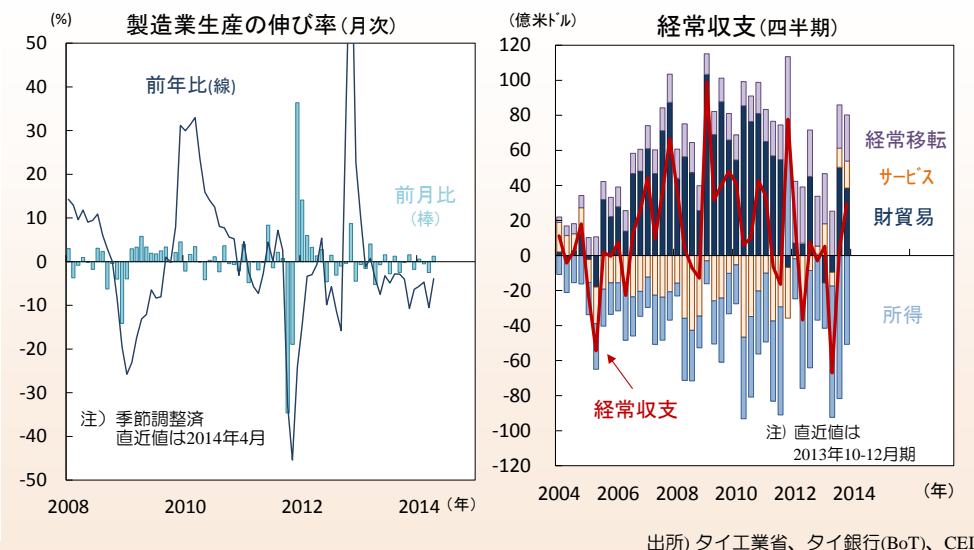 製造業生産の伸び率(月次)
(%)
50
40
30
20
10
0
-10
-20
-30
-40
-50
前年比(線)
前月比
(棒)
注）季節調整済
直近値は2014年4月
2008
2010
2012
2014
(年)
経常収支(四半期)
(億米ﾄﾞﾙ)
120
100
80
60
40
20
0
-20
-40
-60
-80
-100
-120
経常移転
ｻｰﾋﾞｽ
財貿易
所得
経常収支
注）直近値は
2013年10-12月期
2004
2006
2008
2010
2012
2014
(年)
出所) タイ工業省、タイ銀行(BoT)、CEI